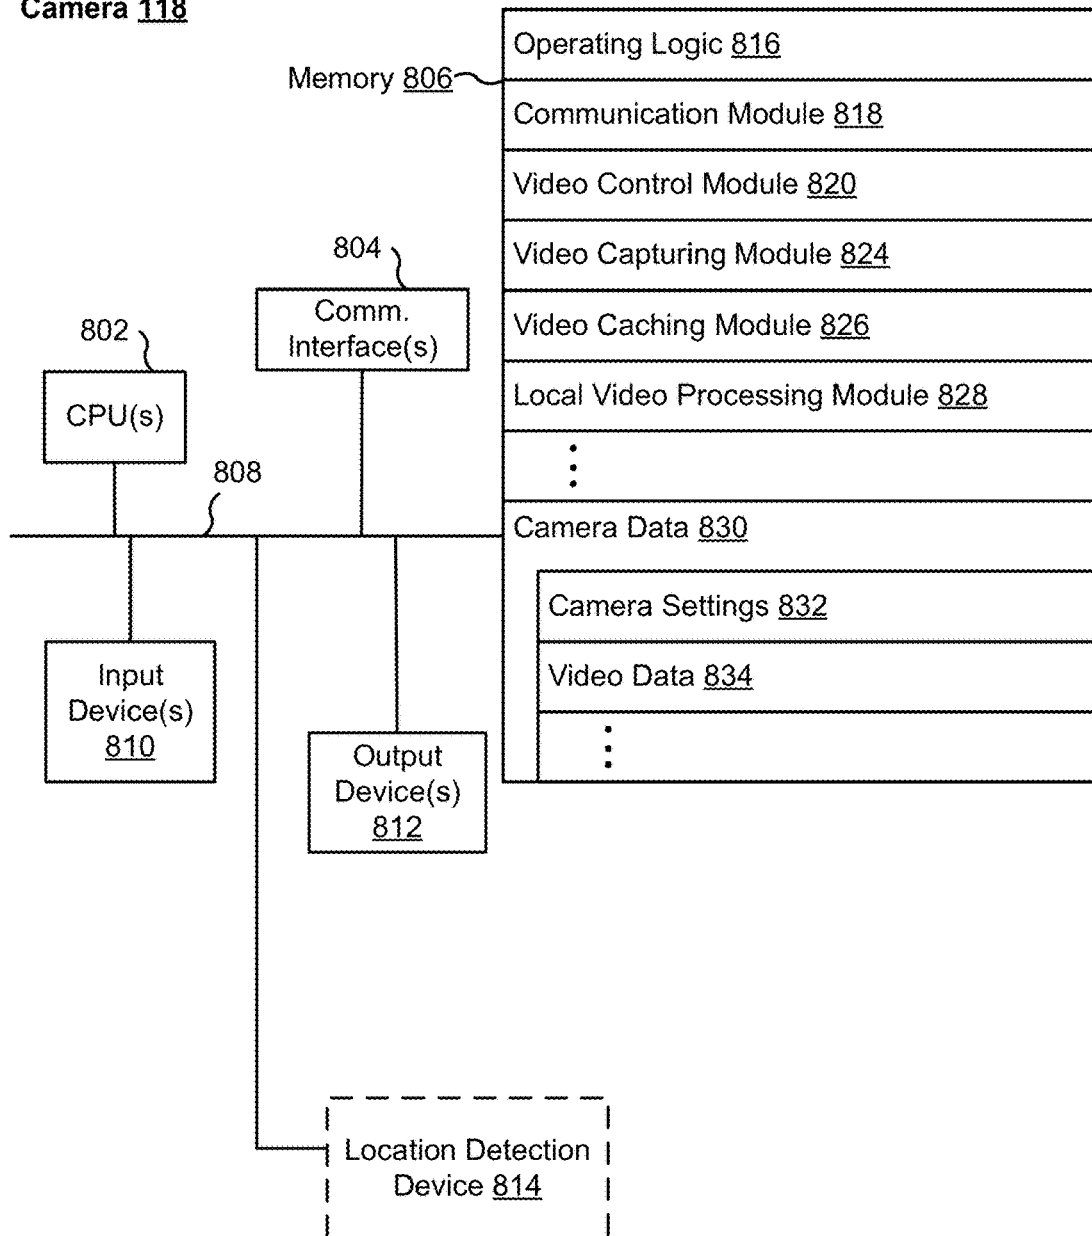 Camera 118
Operating Logic 816
Memory 806
Communication Module 818
Video Control Module 820
Video Capturing Module 824
804
Comm.
Interface(s)
Video Caching Module 826
802
CPU(s)
Local Video Processing Module 828
808
Camera Data 830
Camera Settings 832
Video Data 834
Input
Device(s)
810
Output
Device(s)
812
Location Detection
Device 814